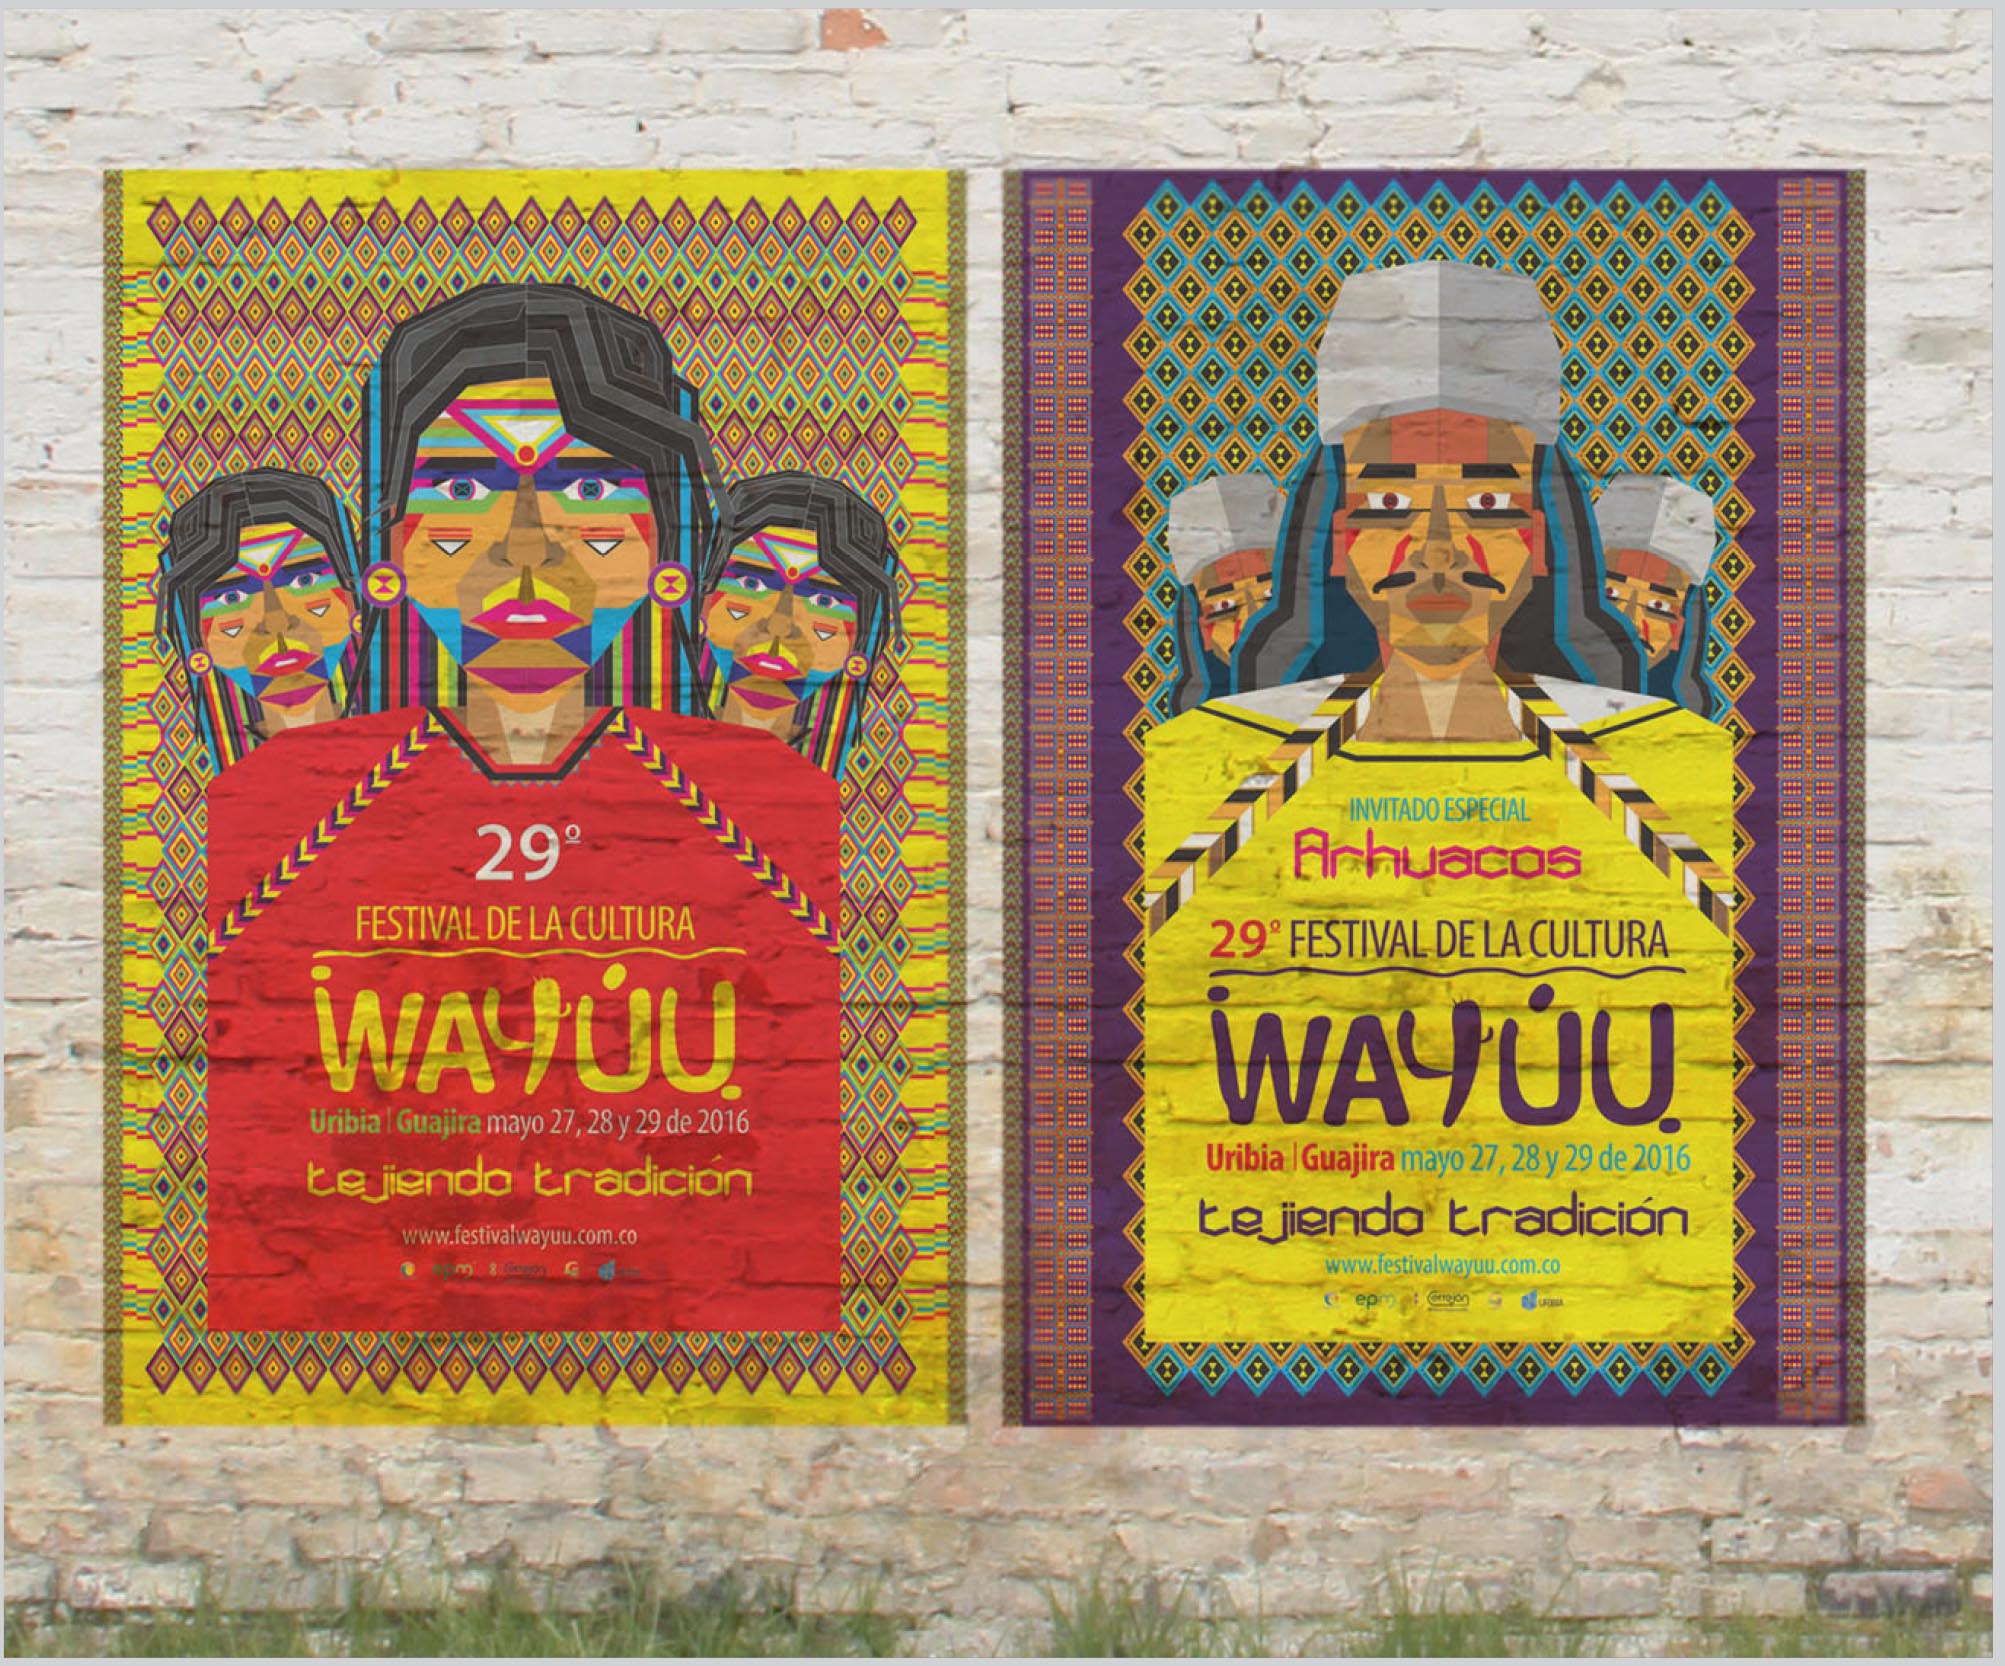 29º
FESTIVAL DE LA CULTURA
WAYÚU
Uribia | Guajira mayo 27, 28 y 29 de 2016
tejiendo tradición
www.festivalwayuu.com.co
epm
INVITADO ESPECIAL
Arhuacos
29º FESTIVAL DE LA CULTURA
WAYÚU
Uribia | Guajira mayo 27, 28 y 29 de 2016
tejiendo tradición
www.festivalwayuu.com.co
epm Cerrejón URIBIA